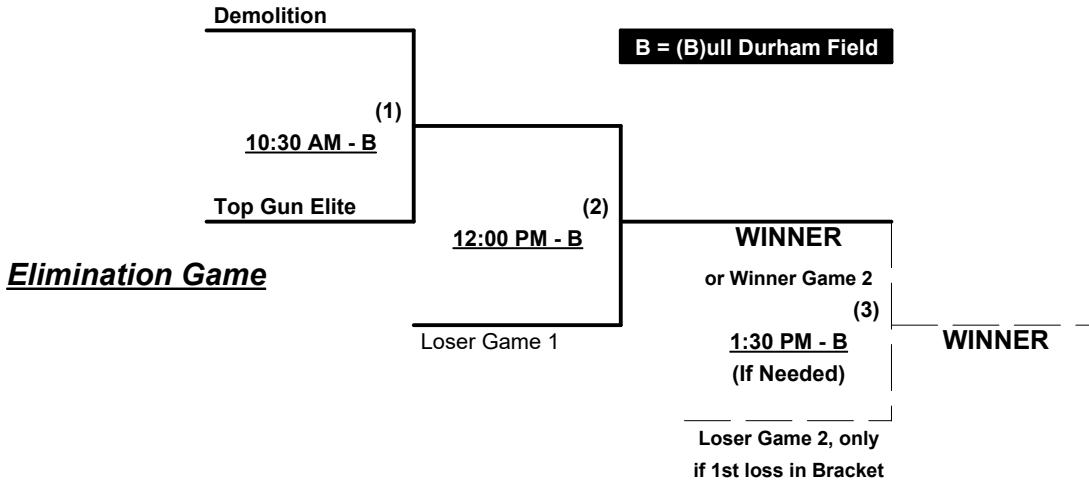 Demolition
B = (B)ull Durham Field
(1)
10:30 AM - B
Top Gun Elite
(2)
12:00 PM - B
WINNER
Elimination Game
or Winner Game 2
(3)
Loser Game 1
1:30 PM - B
WINNER
(If Needed)
Loser Game 2, only
if 1st loss in Bracket